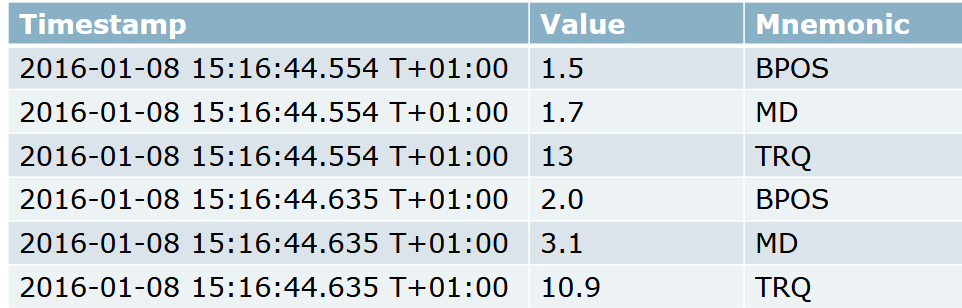 Timestamp Value Mnemonic
2016-01-08 15:16:44.554 T+01:00 1.5 BPOS
2016-01-08 15:16:44.554 T+01:00 1.7 MD
2016-01-08 15:16:44.554 T+01:00 13 TRQ
2016-01-08 15:16:44.635 T+01:00 2.0 BPOS
2016-01-08 15:16:44.635 T+01:00 3.1 MD
2016-01-08 15:16:44.635 T+01:00 10.9 TRQ